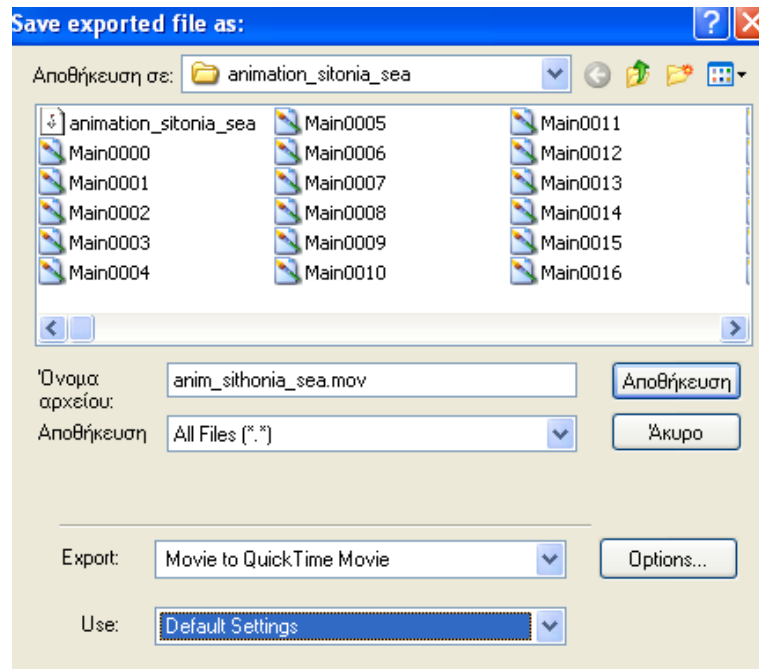 Save exported file as:
Αποθήκευση σε: animation_sitonia_sea
animation_sitonia_sea Main0005 Main0011
Main0000 Main0006 Main0012
Main0001 Main0007 Main0013
Main0002 Main0008 Main0014
Main0003 Main0009 Main0015
Main0004 Main0010 Main0016
Όνομα αρχείου: anim_sithonia_sea.mov Αποθήκευση
Αποθήκευση All Files (*.*) Άκυρο
Export: Movie to QuickTime Movie Options...
Use: Default Settings